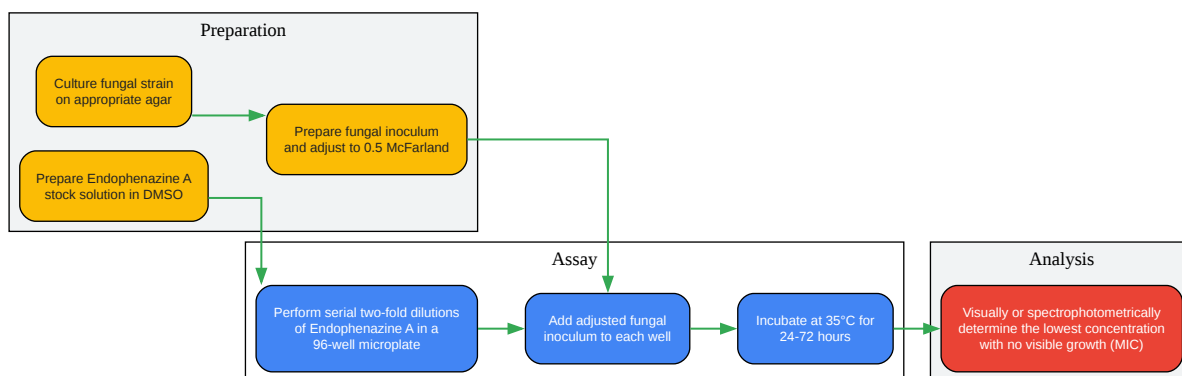 Preparation
Culture fungal strain
on appropriate agar
Prepare fungal inoculum
and adjust to 0.5 McFarland
Prepare Endophenazine A
stock solution in DMSO
Assay
Perform serial two-fold dilutions
of Endophenazine A in a
96-well microplate
Add adjusted fungal
inoculum to each well
Incubate at 35°C for
24-72 hours
Analysis
Visually or spectrophotometrically
determine the lowest concentration
with no visible growth (MIC)